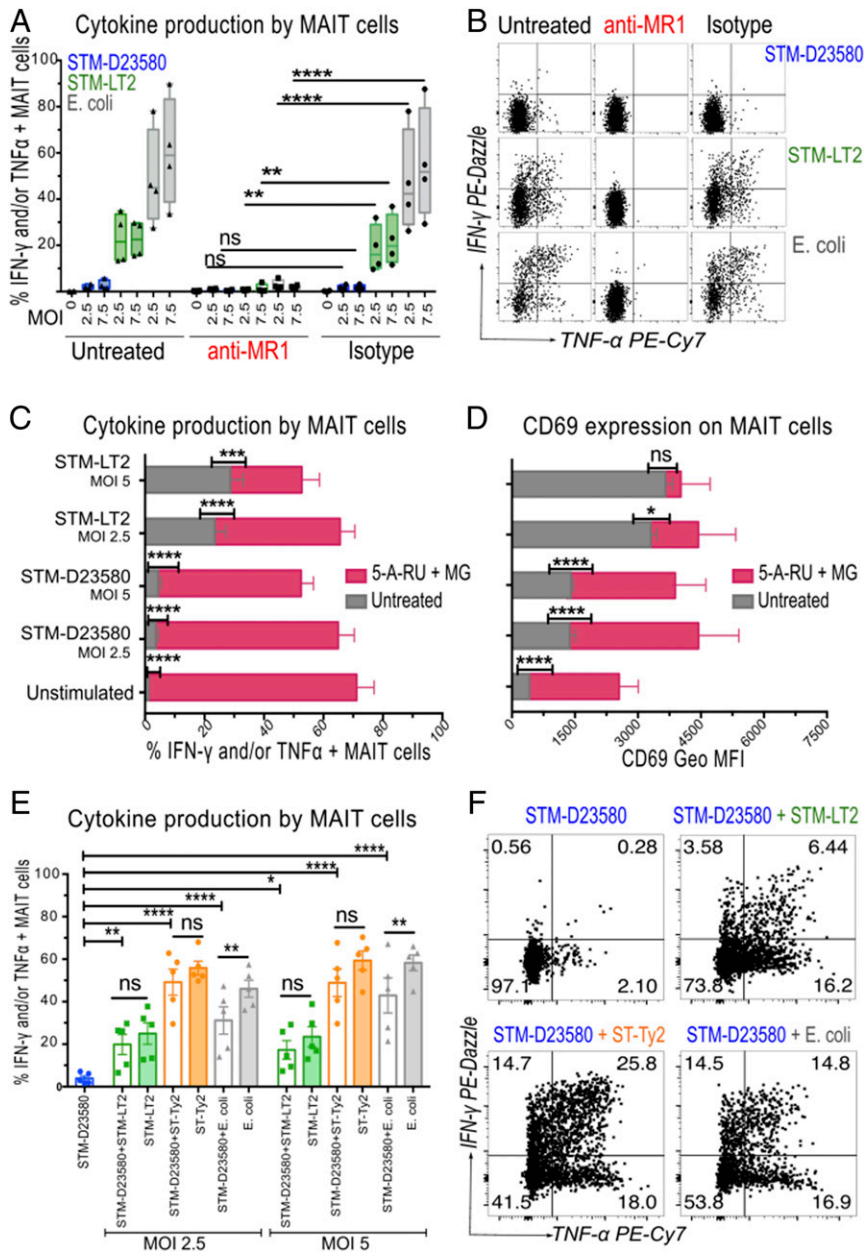 A
Cytokine production by MAIT cells
% IFN-γ and/or TNFα + MAIT cells
100
80
60
40
20
0
STM-D23580
STM-LT2
E. coli
ns
ns
**
**
****
****
MOI
0 2.5 7.5 2.5 7.5 2.5 7.5
0 2.5 7.5 2.5 7.5 2.5 7.5
0 2.5 7.5 2.5 7.5 2.5 7.5
Untreated anti-MR1 Isotype
B
Untreated anti-MR1 Isotype
STM-D23580
STM-LT2
E. coli
IFN-γ PE-Dazzle
TNF-α PE-Cy7
C
Cytokine production by MAIT cells
STM-LT2
MOI 5
***
STM-LT2
MOI 2.5
****
STM-D23580
MOI 5
****
STM-D23580
MOI 2.5
****
Unstimulated
****
5-A-RU + MG
Untreated
0 20 40 60 80 100
% IFN-γ and/or TNFα + MAIT cells
D
CD69 expression on MAIT cells
ns
*
****
****
****
5-A-RU + MG
Untreated
0 1500 3000 4500 6000 7500
CD69 Geo MFI
E
Cytokine production by MAIT cells
% IFN-γ and/or TNFα + MAIT cells
100
80
60
40
20
0
****
****
*
****
****
**
ns
ns
**
ns
ns
**
STM-D23580
STM-D23580+STM-LT2
STM-LT2
STM-D23580+ST-Ty2
ST-Ty2
STM-D23580+E. coli
E. coli
STM-D23580+STM-LT2
STM-LT2
STM-D23580+ST-Ty2
ST-Ty2
STM-D23580+E. coli
E. coli
MOI 2.5 MOI 5
F
STM-D23580
0.56 0.28
97.1 2.10
STM-D23580 + STM-LT2
3.58 6.44
73.8 16.2
STM-D23580 + ST-Ty2
14.7 25.8
41.5 18.0
STM-D23580 + E. coli
14.5 14.8
53.8 16.9
IFN-γ PE-Dazzle
TNF-α PE-Cy7